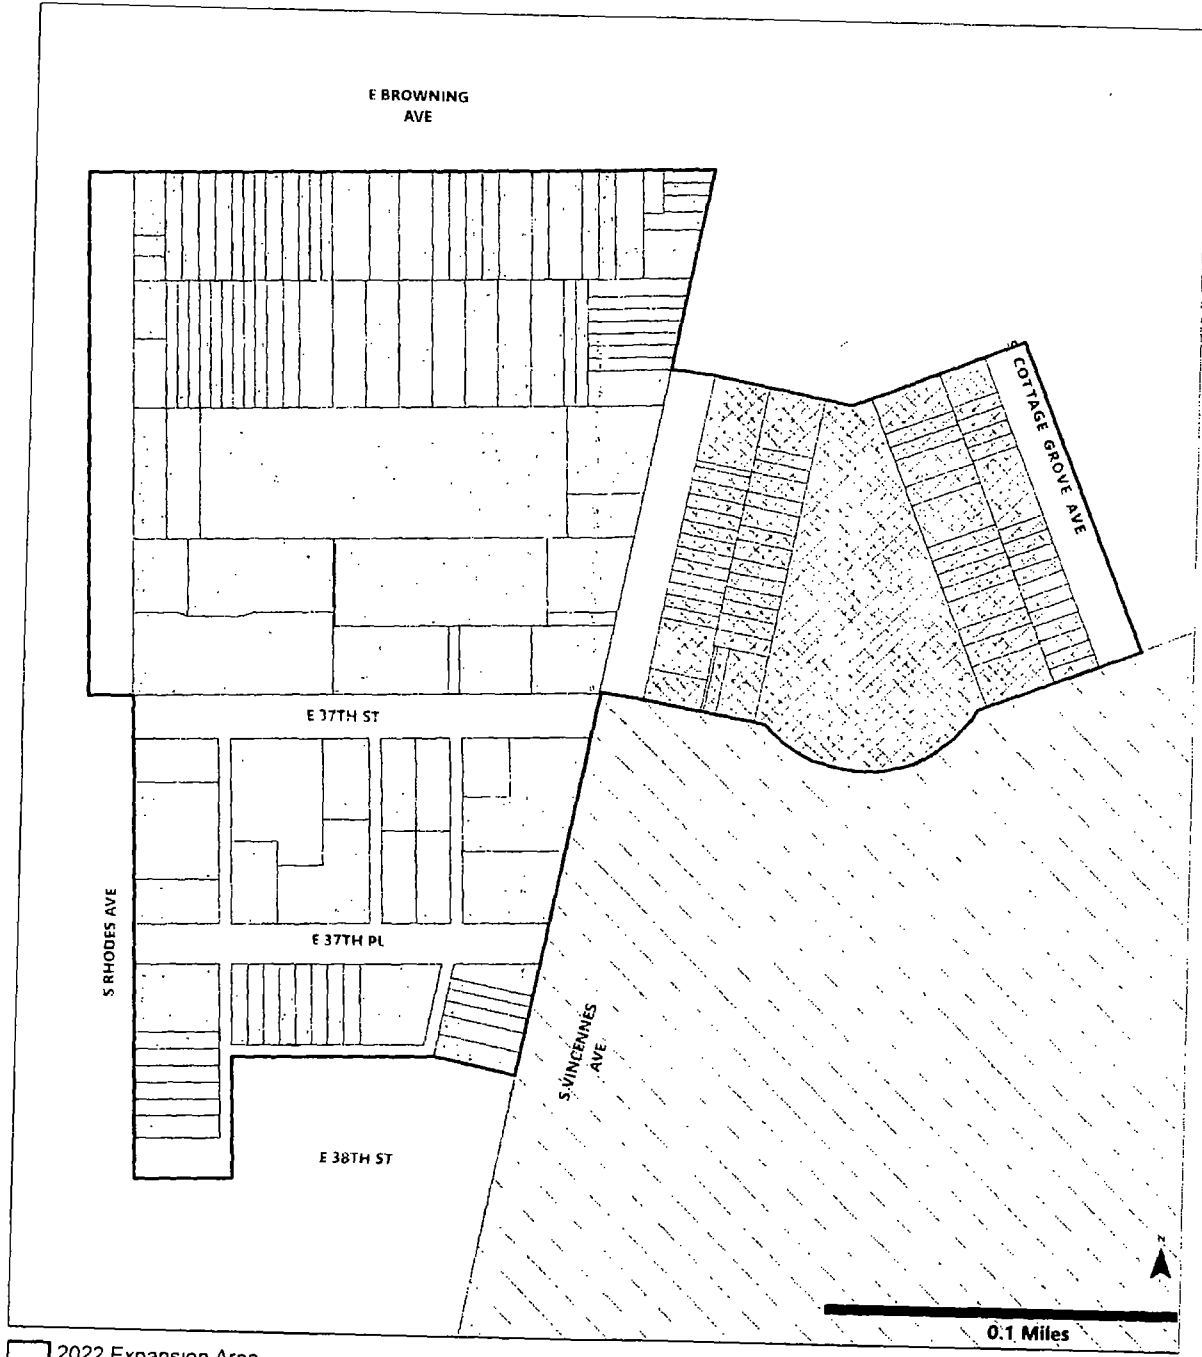 E BROWNING
AVE
S COTTAGE GROVE AVE
E 37TH ST
S RHODES AVE
E 37TH PL
S VINCENNES
AVE
E 38TH ST
N
0.1 Miles
2022 Expansion Area